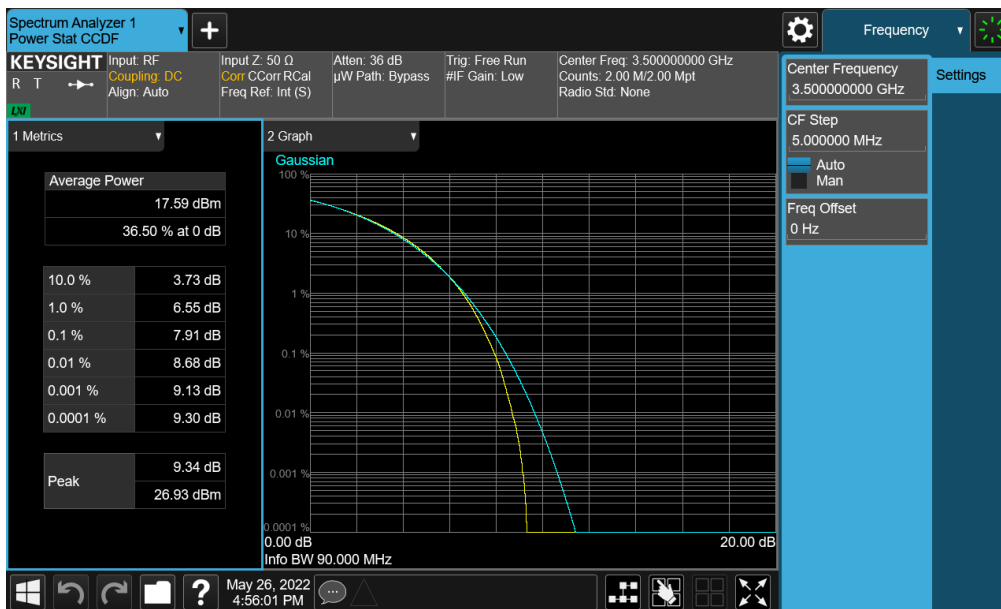 Spectrum Analyzer 1
Power Stat CCDF
Frequency
KEYSIGHT
R T
LXI
Input: RF
Coupling: DC
Align: Auto
Input Z: 50 Ω
Corr CCorr RCal
Freq Ref: Int (S)
Atten: 36 dB
µW Path: Bypass
Trig: Free Run
#IF Gain: Low
Center Freq: 3.500000000 GHz
Counts: 2.00 M/2.00 Mpt
Radio Std: None
Center Frequency
3.500000000 GHz
Settings
CF Step
5.000000 MHz
Auto
Man
Freq Offset
0 Hz
1 Metrics
Average Power
17.59 dBm
36.50 % at 0 dB
10.0 % 3.73 dB
1.0 % 6.55 dB
0.1 % 7.91 dB
0.01 % 8.68 dB
0.001 % 9.13 dB
0.0001 % 9.30 dB
Peak
9.34 dB
26.93 dBm
2 Graph
Gaussian
100 %
10 %
1 %
0.1 %
0.01 %
0.001 %
0.0001 %
0.00 dB 20.00 dB
Info BW 90.000 MHz
?
May 26, 2022
4:56:01 PM